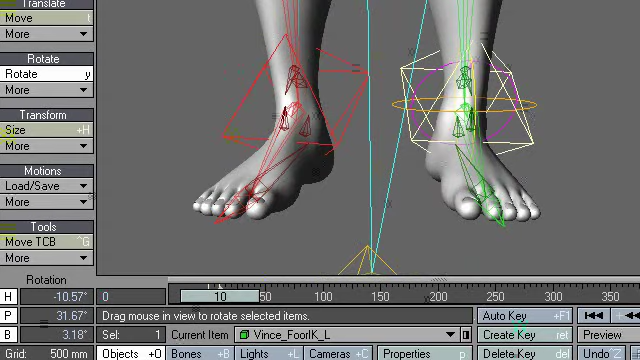 Translate
Move t
More
Rotate
Rotate y
More
Transform
Size +H
More
Motions
Load/Save
More
Tools
Move TCB ^G
More
Rotation
H -10.57° 0 10 50 100 150 200 250 300 350
P 31.67° Drag mouse in view to rotate selected items. Auto Key +F1
B 3.18° Sel: 1 Current Item Vince_FootIK_L Create Key ret Preview
Grid: 500 mm Objects +O Bones +B Lights +L Cameras +C Properties p Delete Key del Undo ^Z